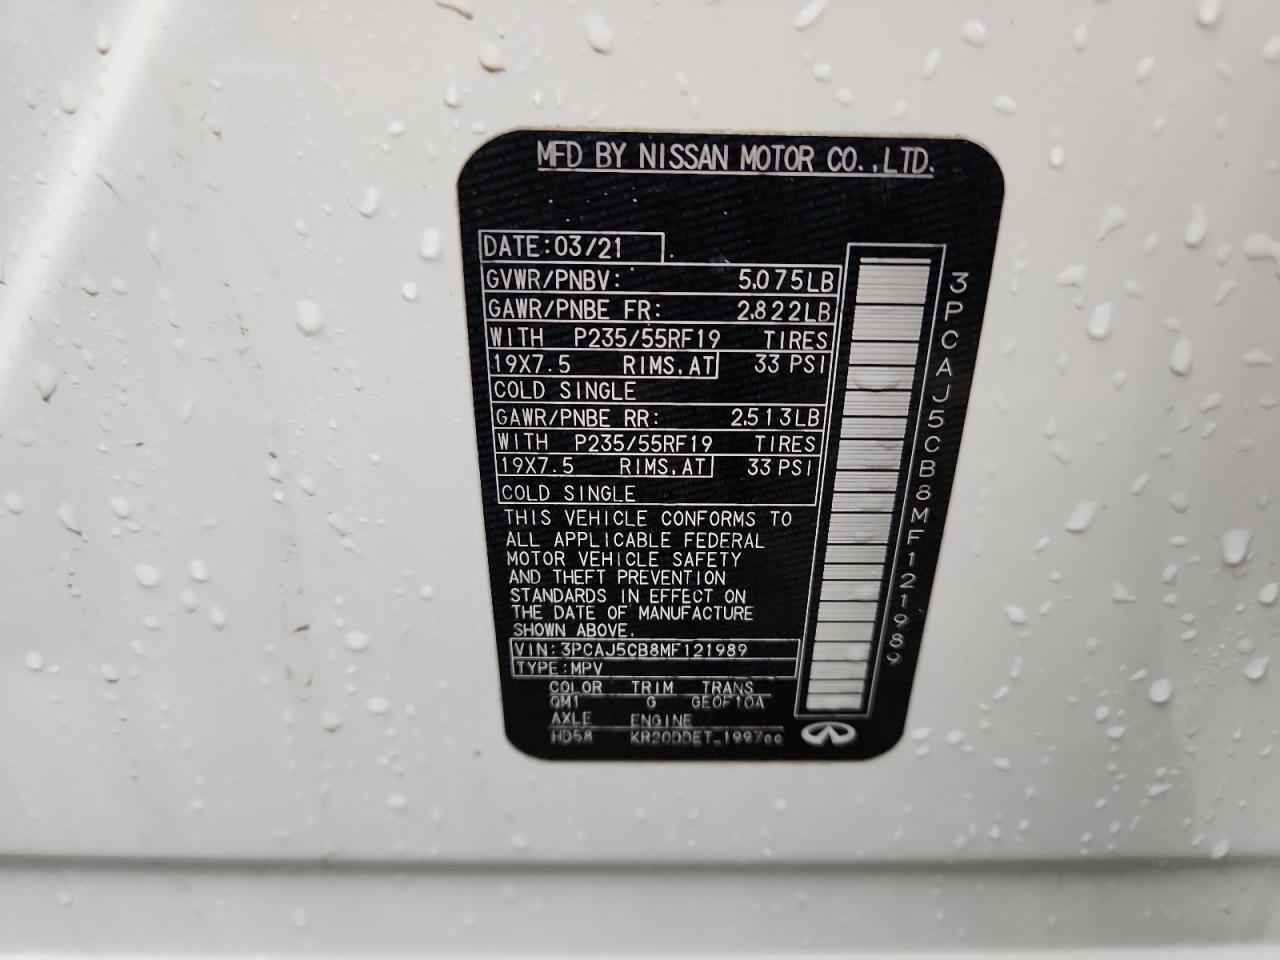 MFD BY NISSAN MOTOR CO.,LTD.
DATE:03/21
GVWR/PNBV: 5,075LB
GAWR/PNBE FR: 2,822LB
WITH P235/55RF19 TIRES
19X7.5 RIMS,AT 33 PSI
COLD SINGLE
GAWR/PNBE RR: 2,513LB
WITH P235/55RF19 TIRES
19X7.5 RIMS,AT 33 PSI
COLD SINGLE
THIS VEHICLE CONFORMS TO
ALL APPLICABLE FEDERAL
MOTOR VEHICLE SAFETY
AND THEFT PREVENTION
STANDARDS IN EFFECT ON
THE DATE OF MANUFACTURE
SHOWN ABOVE.
VIN:3PCAJ5CB8MF121989
TYPE:MPV
COLOR TRIM TRANS
QM1 G GE0F10A
AXLE ENGINE
HD58 KR20DDET_1997cc
3PCAJ5CB8MF121989